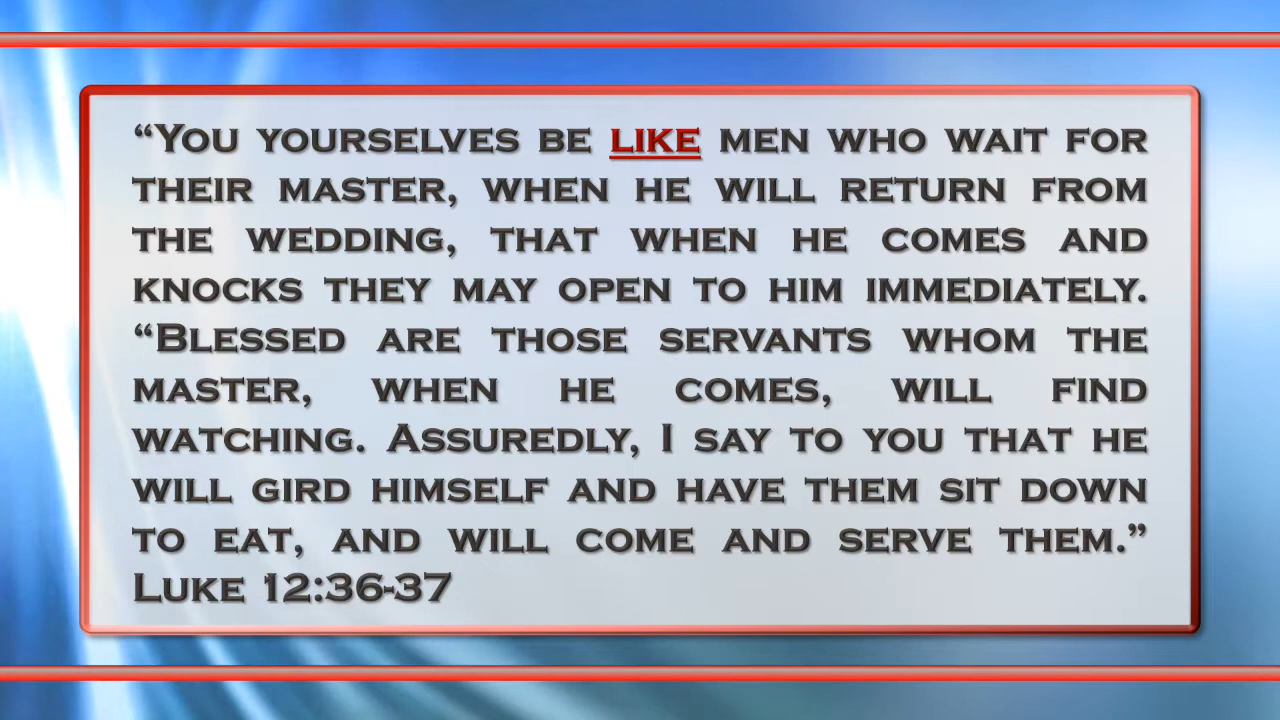 “You yourselves be like men who wait for
their master, when he will return from
the wedding, that when he comes and
knocks they may open to him immediately.
“Blessed are those servants whom the
master, when he comes, will find
watching. Assuredly, I say to you that he
will gird himself and have them sit down
to eat, and will come and serve them.”
Luke 12:36-37